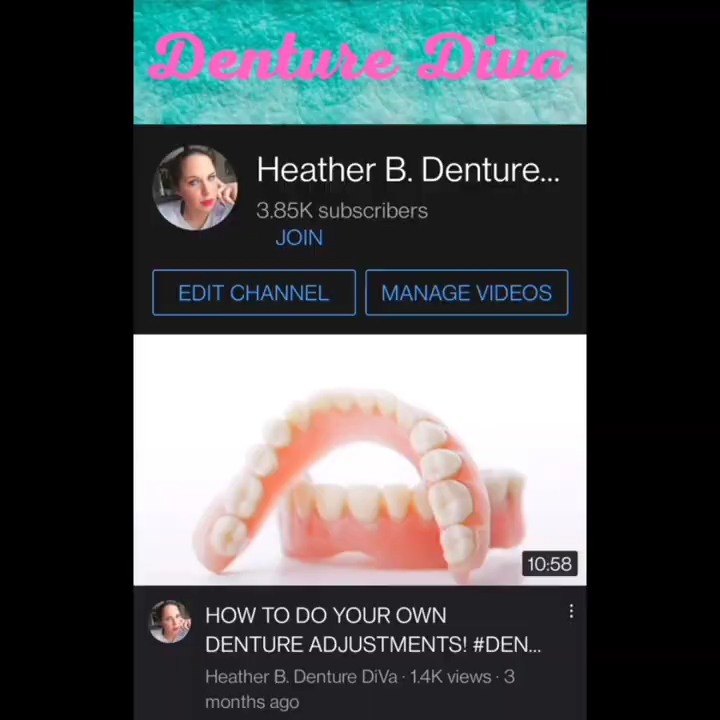 Denture Diva
Heather B. Denture...
3.85K subscribers
JOIN
EDIT CHANNEL
MANAGE VIDEOS
10:58
HOW TO DO YOUR OWN
DENTURE ADJUSTMENTS! #DEN...
Heather B. Denture DiVa · 1.4K views · 3
months ago